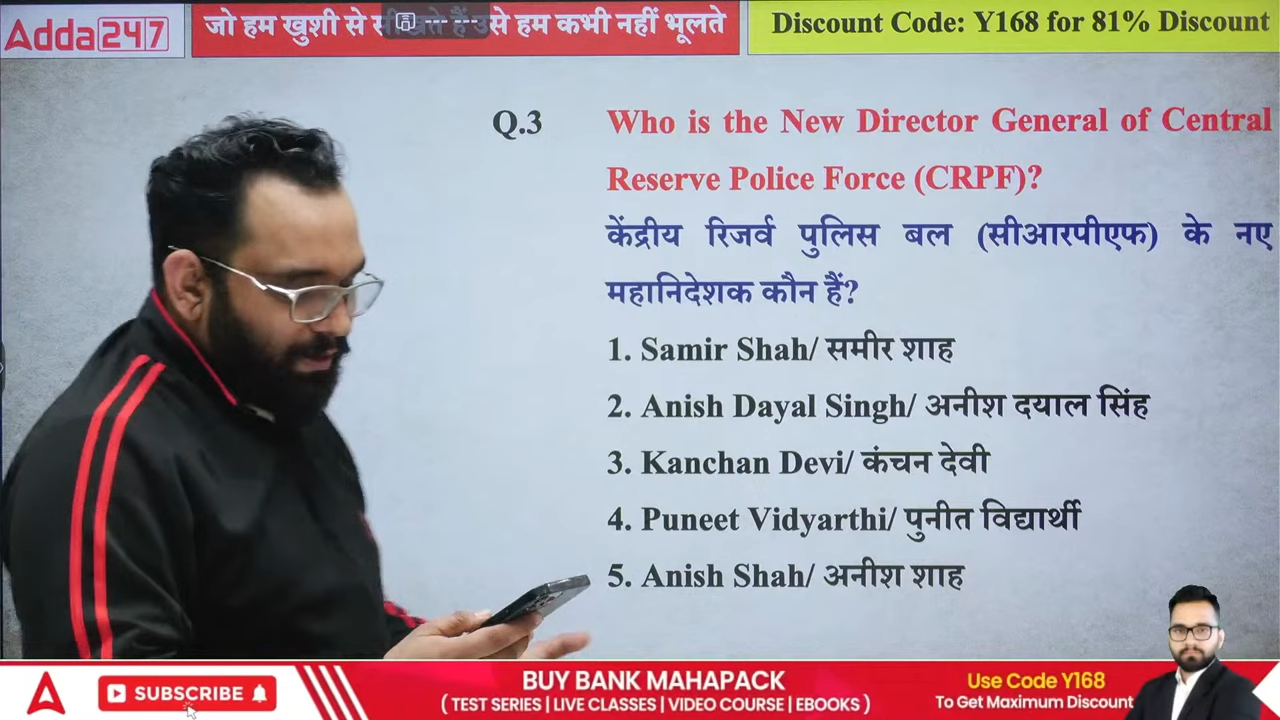 Adda247
जो हम खुशी से सीखते हैं उसे हम कभी नहीं भूलते
Discount Code: Y168 for 81% Discount
Q.3 Who is the New Director General of Central
Reserve Police Force (CRPF)?
केंद्रीय रिजर्व पुलिस बल (सीआरपीएफ) के नए
महानिदेशक कौन हैं?
1. Samir Shah/ समीर शाह
2. Anish Dayal Singh/ अनीश दयाल सिंह
3. Kanchan Devi/ कंचन देवी
4. Puneet Vidyarthi/ पुनीत विद्यार्थी
5. Anish Shah/ अनीश शाह
SUBSCRIBE
BUY BANK MAHAPACK
( TEST SERIES | LIVE CLASSES | VIDEO COURSE | EBOOKS )
Use Code Y168
To Get Maximum Discount